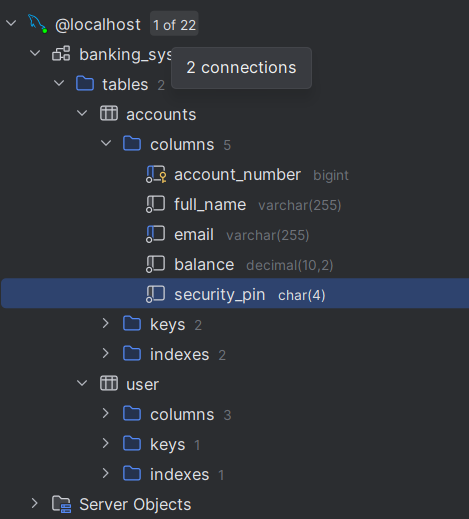 @localhost 1 of 22
banking_sys
2 connections
tables 2
accounts
columns 5
account_number bigint
full_name varchar(255)
email varchar(255)
balance decimal(10,2)
security_pin char(4)
keys 2
indexes 2
user
columns 3
keys 1
indexes 1
Server Objects